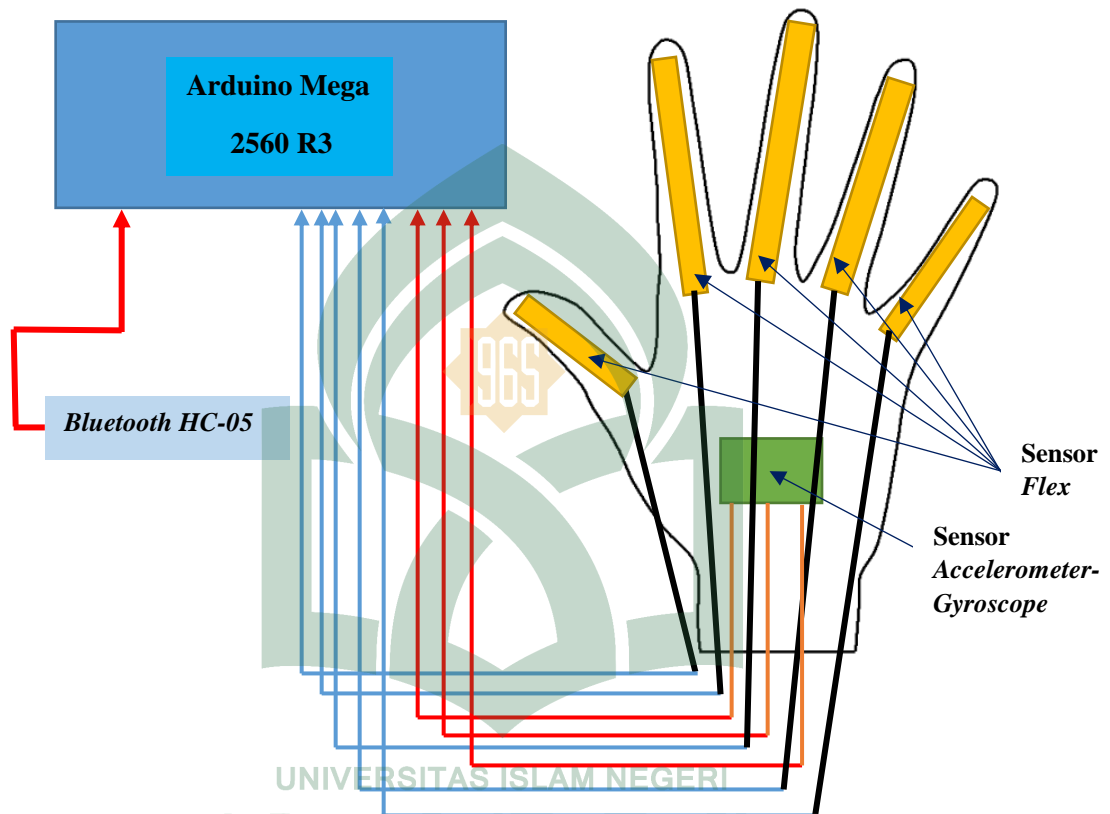 Arduino Mega
2560 R3
965
Bluetooth HC-05
Sensor
Flex
Sensor
Accelerometer-
Gyroscope
UNIVERSITAS ISLAM NEGERI